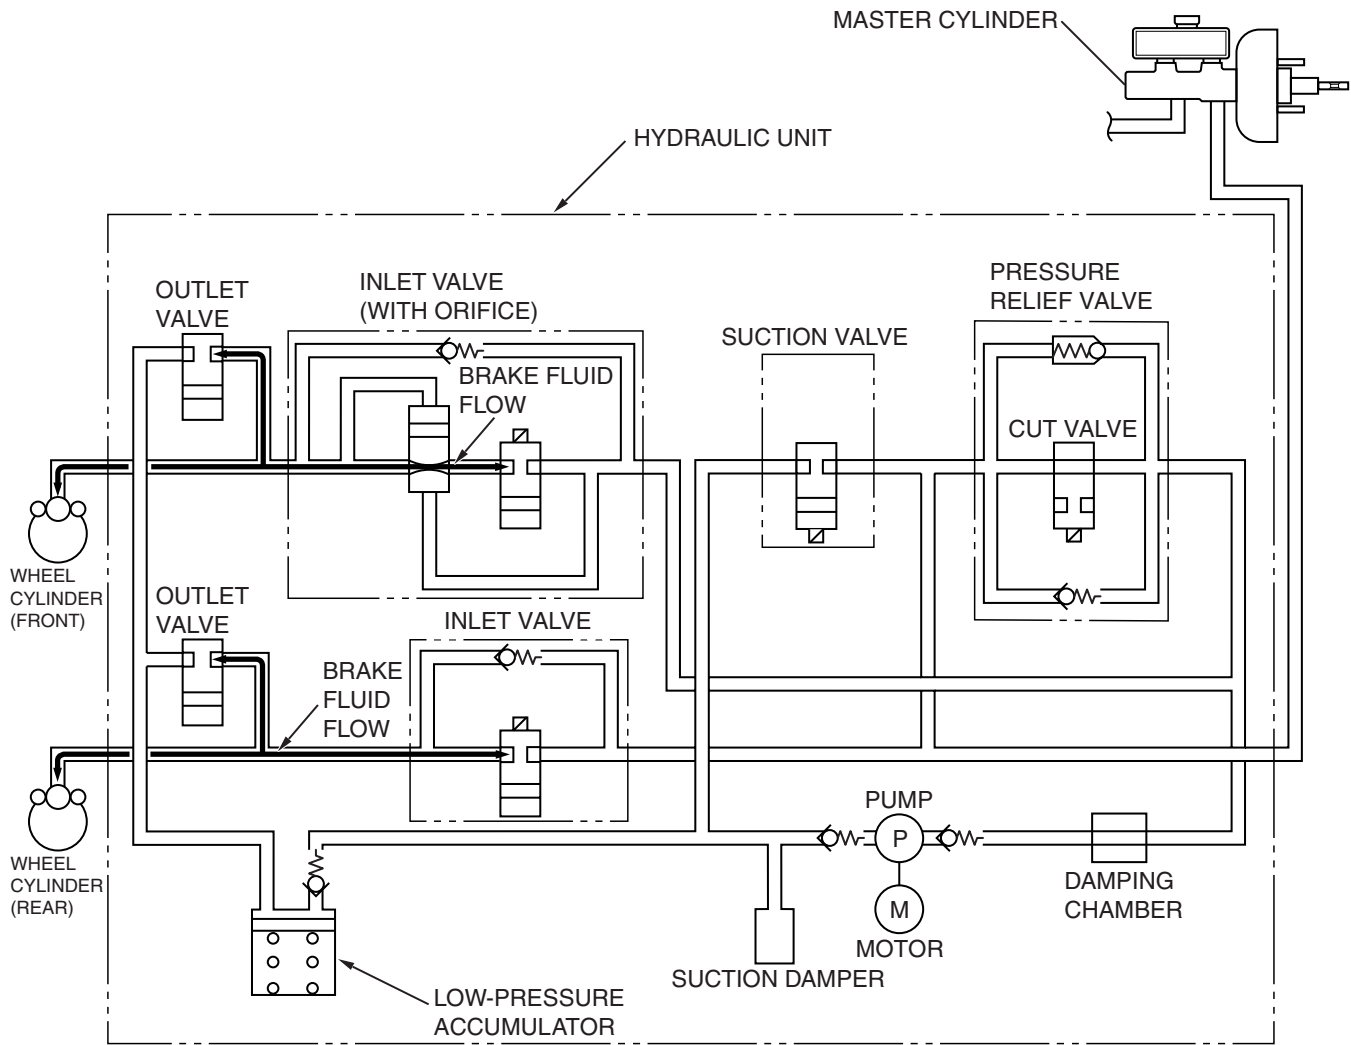 MASTER CYLINDER
HYDRAULIC UNIT
OUTLET
VALVE
INLET VALVE
(WITH ORIFICE)
BRAKE FLUID
FLOW
SUCTION VALVE
PRESSURE
RELIEF VALVE
CUT VALVE
WHEEL
CYLINDER
(FRONT)
OUTLET
VALVE
INLET VALVE
BRAKE
FLUID
FLOW
WHEEL
CYLINDER
(REAR)
PUMP
P
M
MOTOR
DAMPING
CHAMBER
SUCTION DAMPER
LOW-PRESSURE
ACCUMULATOR